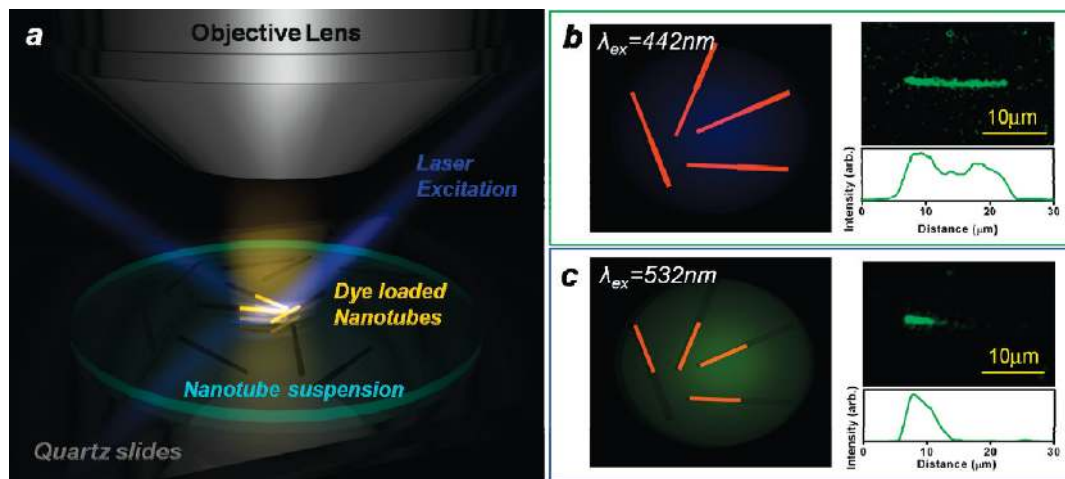 a
Objective Lens
Laser
Excitation
Dye loaded
Nanotubes
Nanotube suspension
Quartz slides
b
λex=442nm
10μm
Intensity (arb.)
0 10 20 30
Distance (μm)
c
λex=532nm
10μm
Intensity (arb.)
0 10 20 30
Distance (μm)